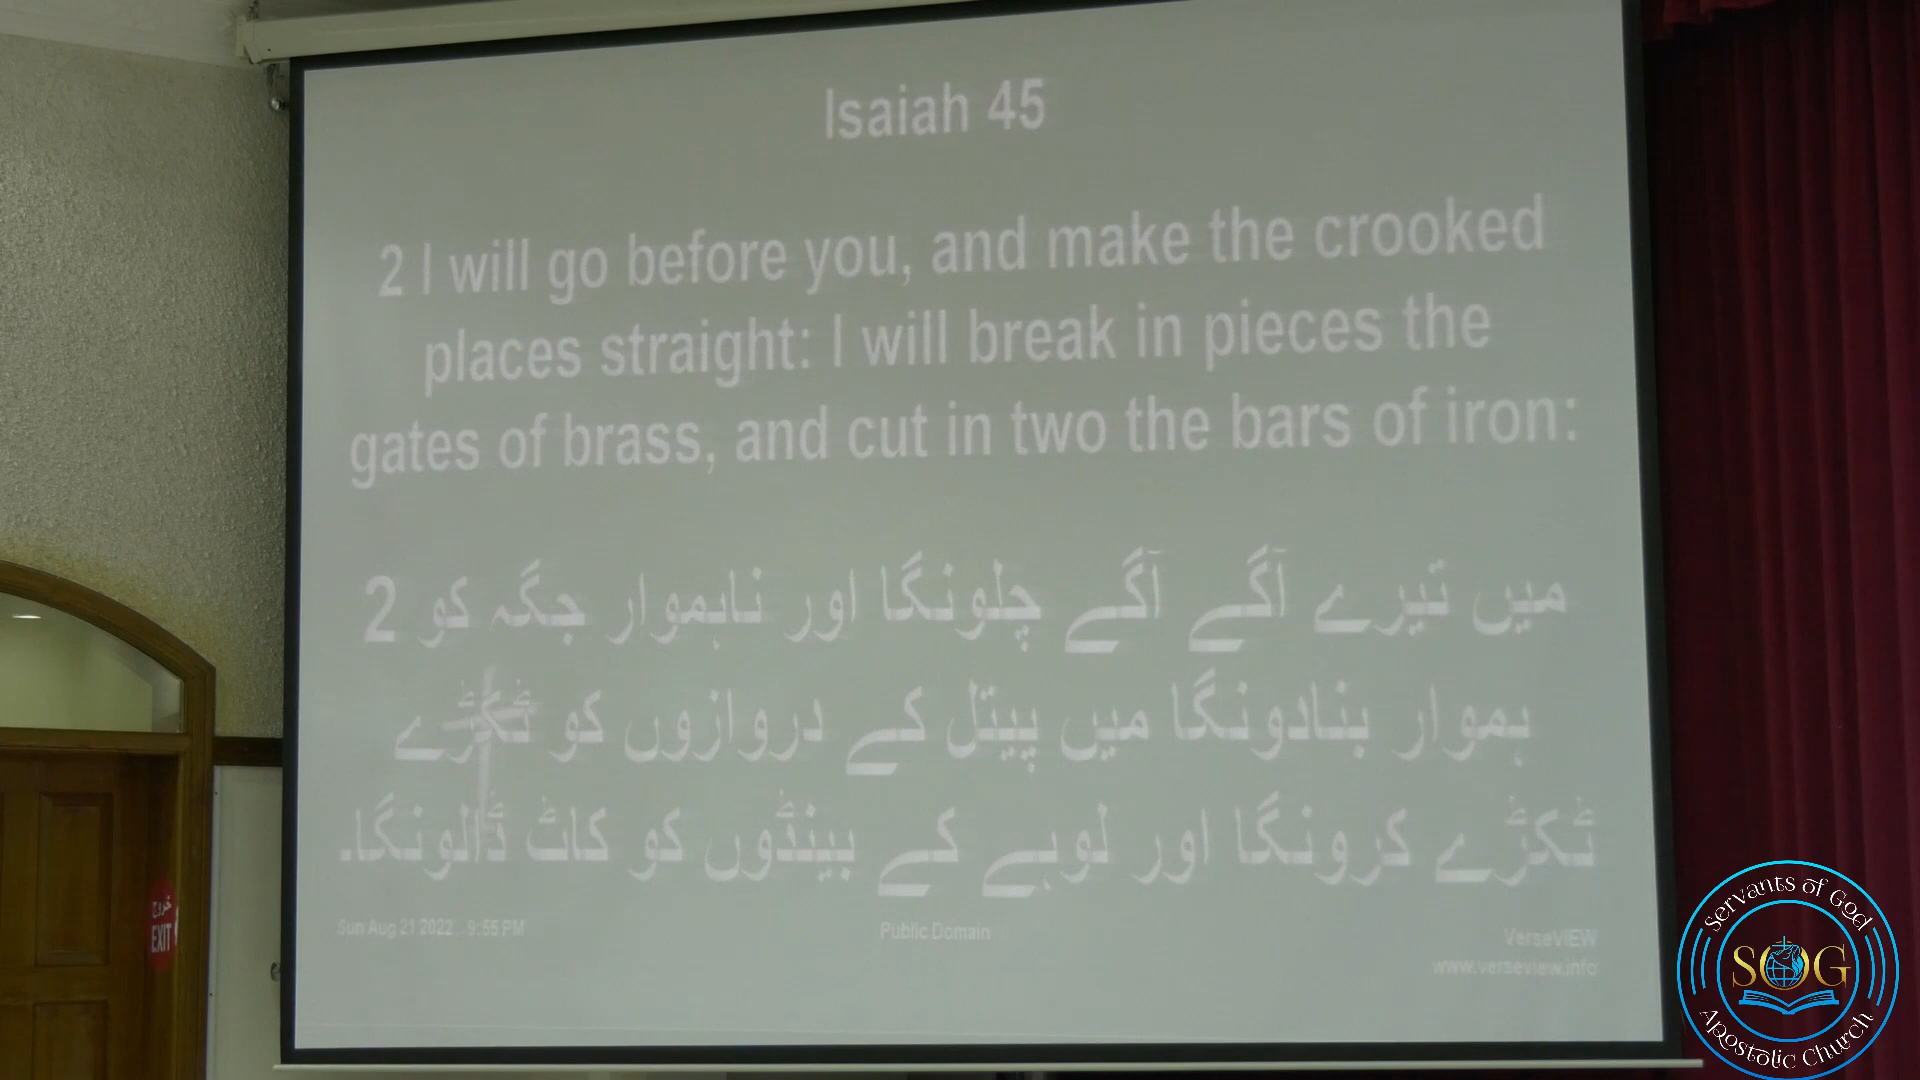 Isaiah 45
2 I will go before you, and make the crooked
places straight: I will break in pieces the
gates of brass, and cut in two the bars of iron:
میں تیرے آگے آگے چلونگا اور ناہموار جگہ کو 2
ہموار بنادونگا میں پیتل کے دروازوں کو ٹکڑے
ٹکڑے کرونگا اور لوہے کے بینڈوں کو کاٹ ڈالونگا۔
Sun Aug 21 2022 9:55 PM
Public Domain
VerseVIEW
www.verseview.info
خروج
EXIT
Servants of God
SOG
Apostolic Church